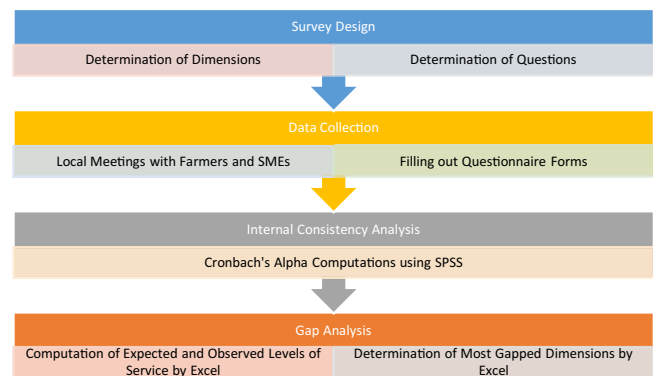 Survey Design
Determination of Dimensions
Determination of Questions
Data Collection
Local Meetings with Farmers and SMEs
Filling out Questionnaire Forms
Internal Consistency Analysis
Cronbach's Alpha Computations using SPSS
Gap Analysis
Computation of Expected and Observed Levels of
Service by Excel
Determination of Most Gapped Dimensions by
Excel